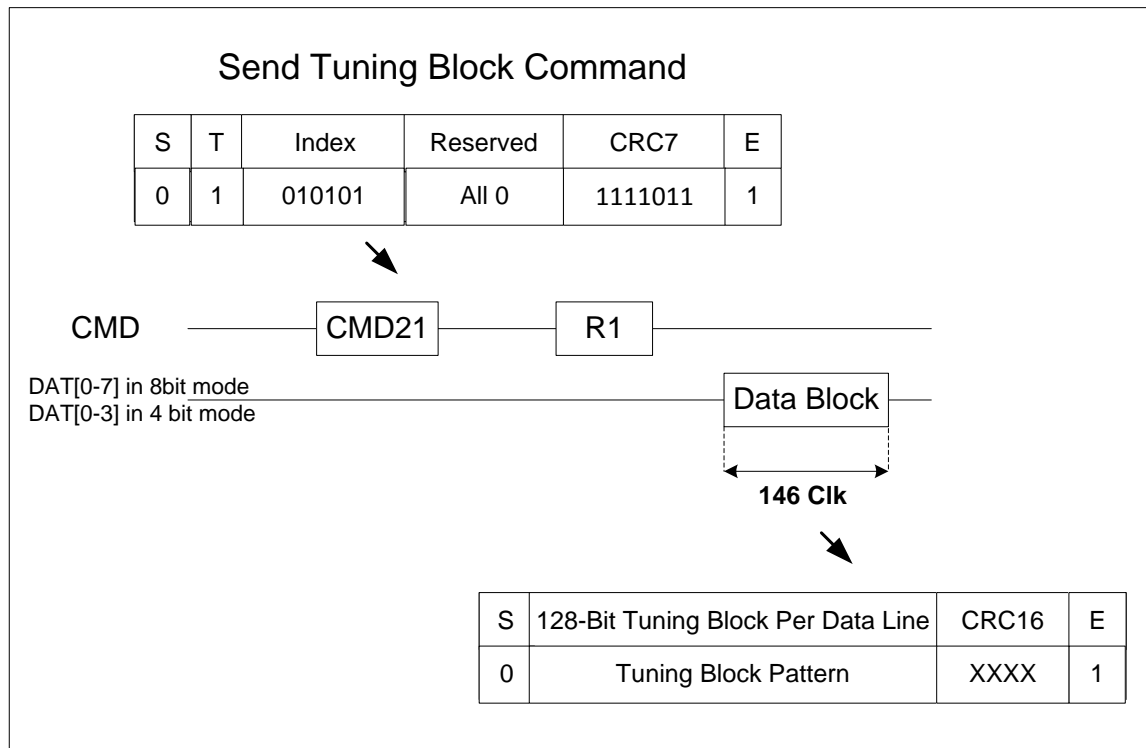 Send Tuning Block Command
S T Index Reserved CRC7 E
0 1 010101 All 0 1111011 1
CMD CMD21 R1
DAT[0-7] in 8bit mode
DAT[0-3] in 4 bit mode
Data Block
146 Clk
S 128-Bit Tuning Block Per Data Line CRC16 E
0 Tuning Block Pattern XXXX 1